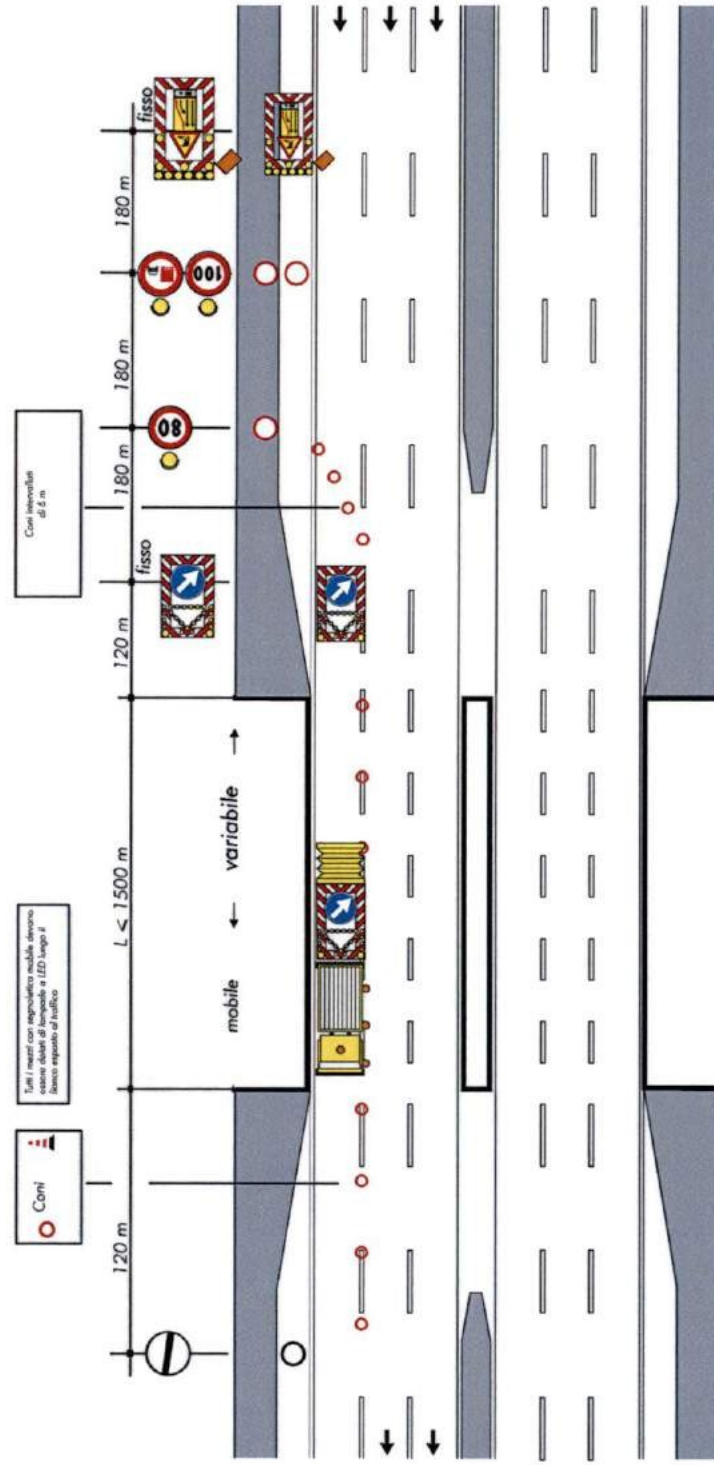 Coni
Tutti i mezzi con segnaletica mobile devono
essere dotati di lampade a LED lungo il
fianco esposto al traffico
Coni intervallati
di 6 m
120 m
L < 1500 m
120 m
180 m
180 m
180 m
fisso
80
100
fisso
mobile
variabile